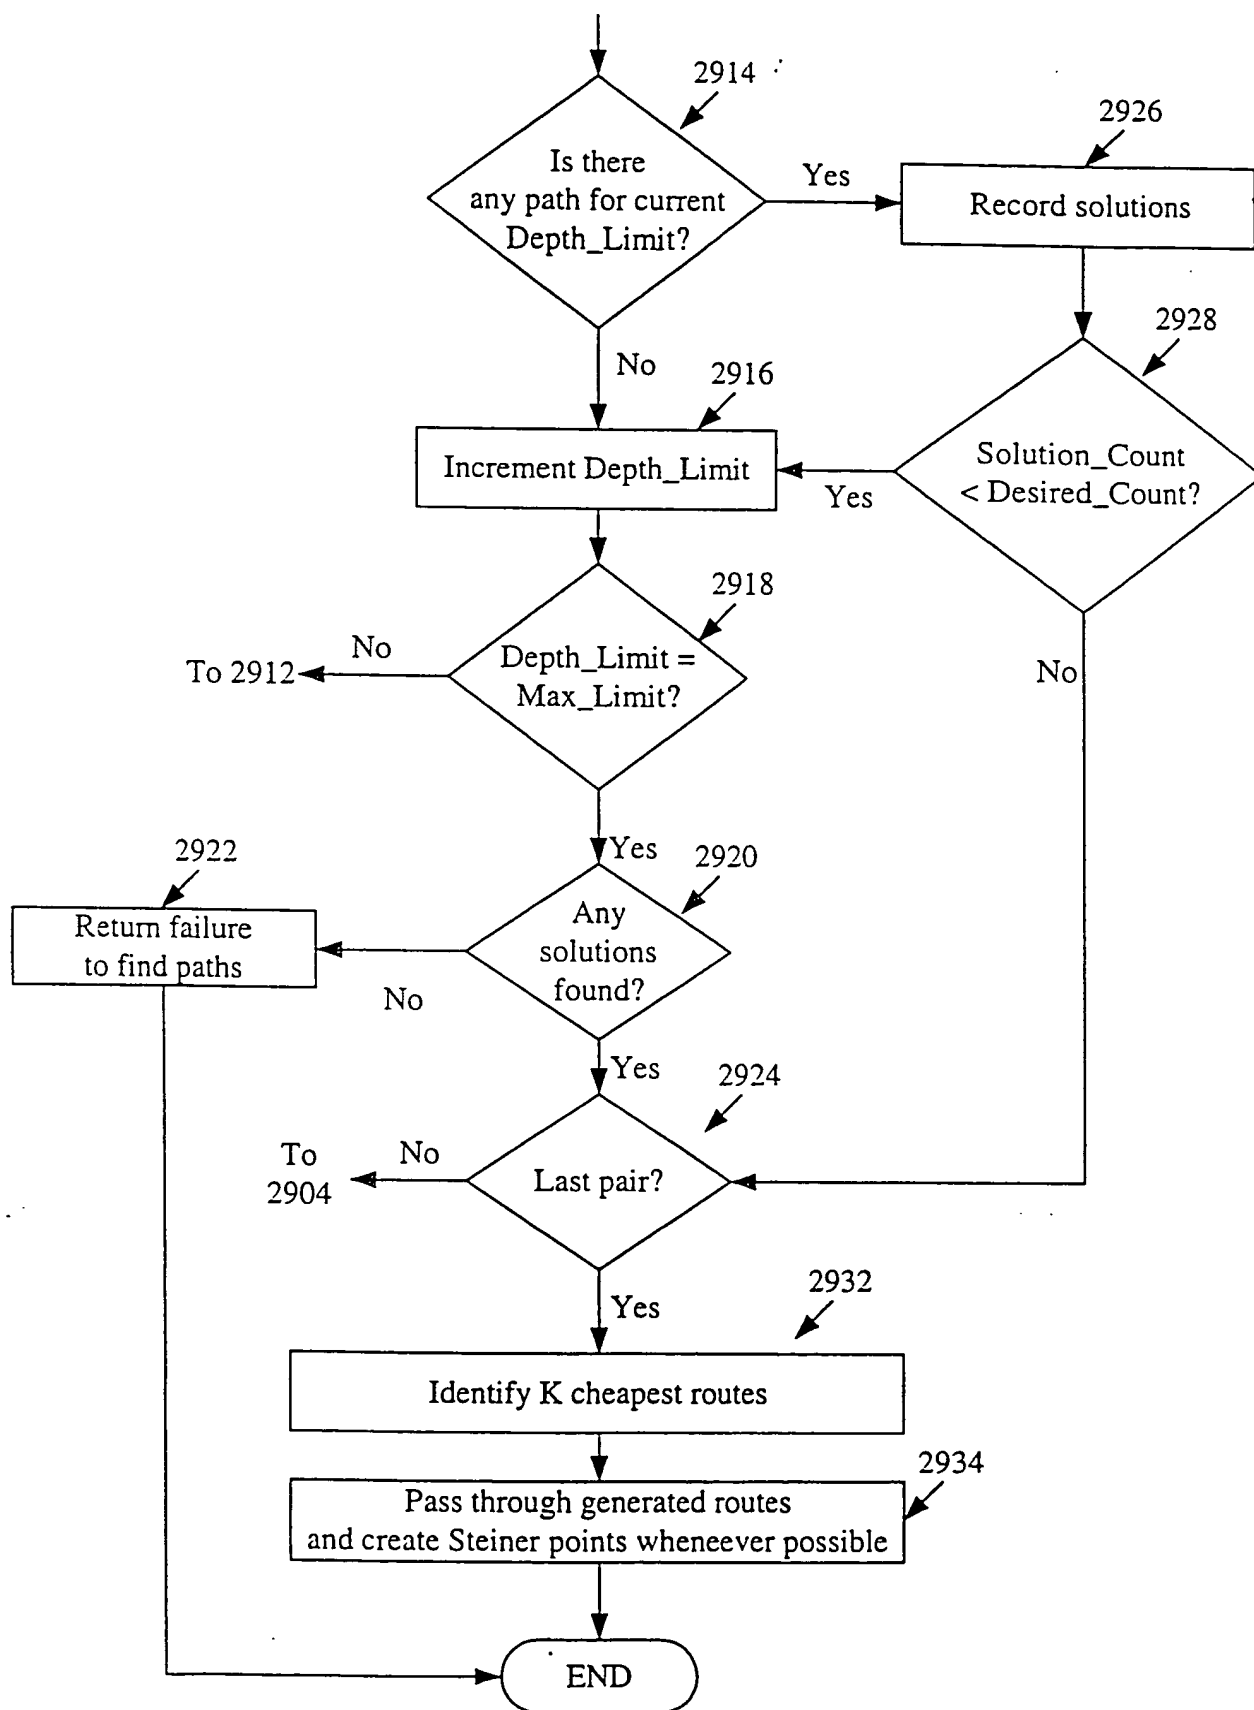 2914
Is there
any path for current
Depth_Limit?
Yes
2926
Record solutions
No
2928
Solution_Count
< Desired_Count?
Yes
No
2916
Increment Depth_Limit
2918
Depth_Limit =
Max_Limit?
No
To 2912
Yes
2920
Any
solutions
found?
No
2922
Return failure
to find paths
Yes
2924
Last pair?
No
To
2904
Yes
2932
Identify K cheapest routes
2934
Pass through generated routes
and create Steiner points wheneever possible
END